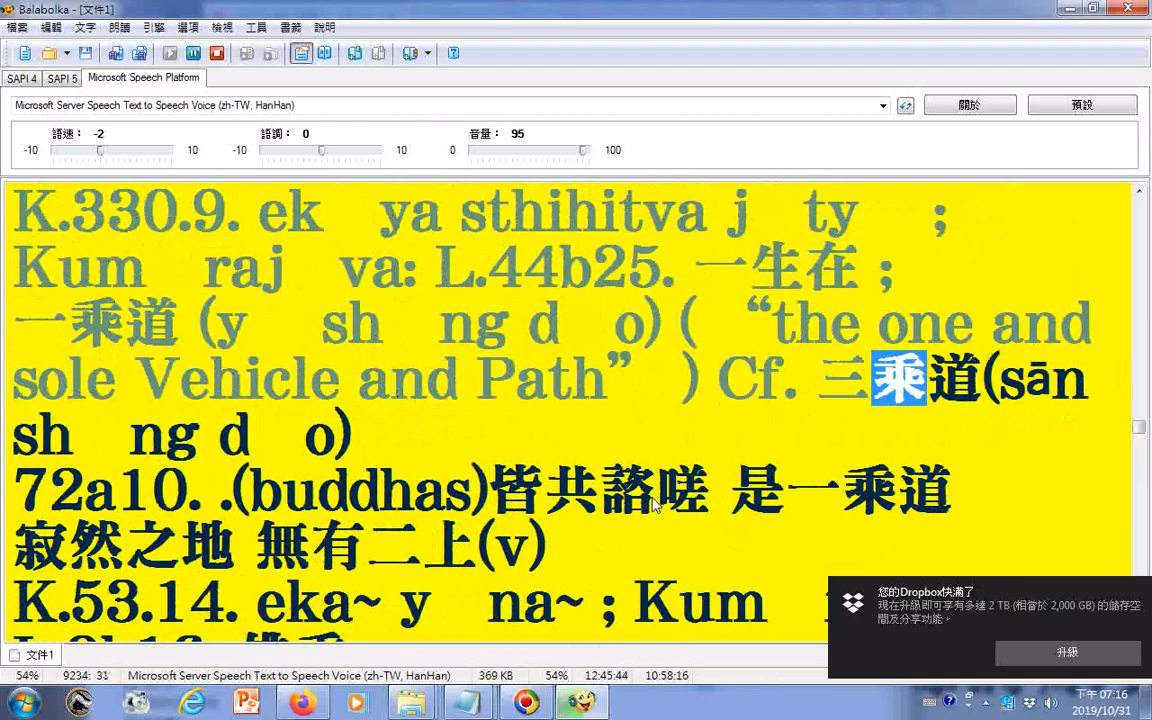 Balabolka - [文件1]
檔案 編輯 文字 朗讀 引擎 選項 檢視 工具 書籤 說明
SAPI 4 SAPI 5 Microsoft Speech Platform
Microsoft Server Speech Text to Speech Voice (zh-TW, HanHan) 關於 預設
語速： -2 語調： 0 音量： 95
-10 10 -10 10 0 100
K.330.9. ek ya sthihitva j ty ;
Kum raj va: L.44b25. 一生在 ;
一乘道 (y sh ng d o) ( “the one and
sole Vehicle and Path” ) Cf. 三乘道(sān
sh ng d o)
72a10. .(buddhas)皆共諮嗟 是一乘道
寂然之地 無有二上(v)
K.53.14. eka~ y na~ ; Kum
您的Dropbox快滿了
現在升級即可享有多達 2 TB (相當於 2,000 GB) 的儲存空
間及分享功能。
升級
文件1
54% 9234: 31 Microsoft Server Speech Text to Speech Voice (zh-TW, HanHan) 369 KB 54% 12:45:44 10:58:16
下午 07:16
2019/10/31